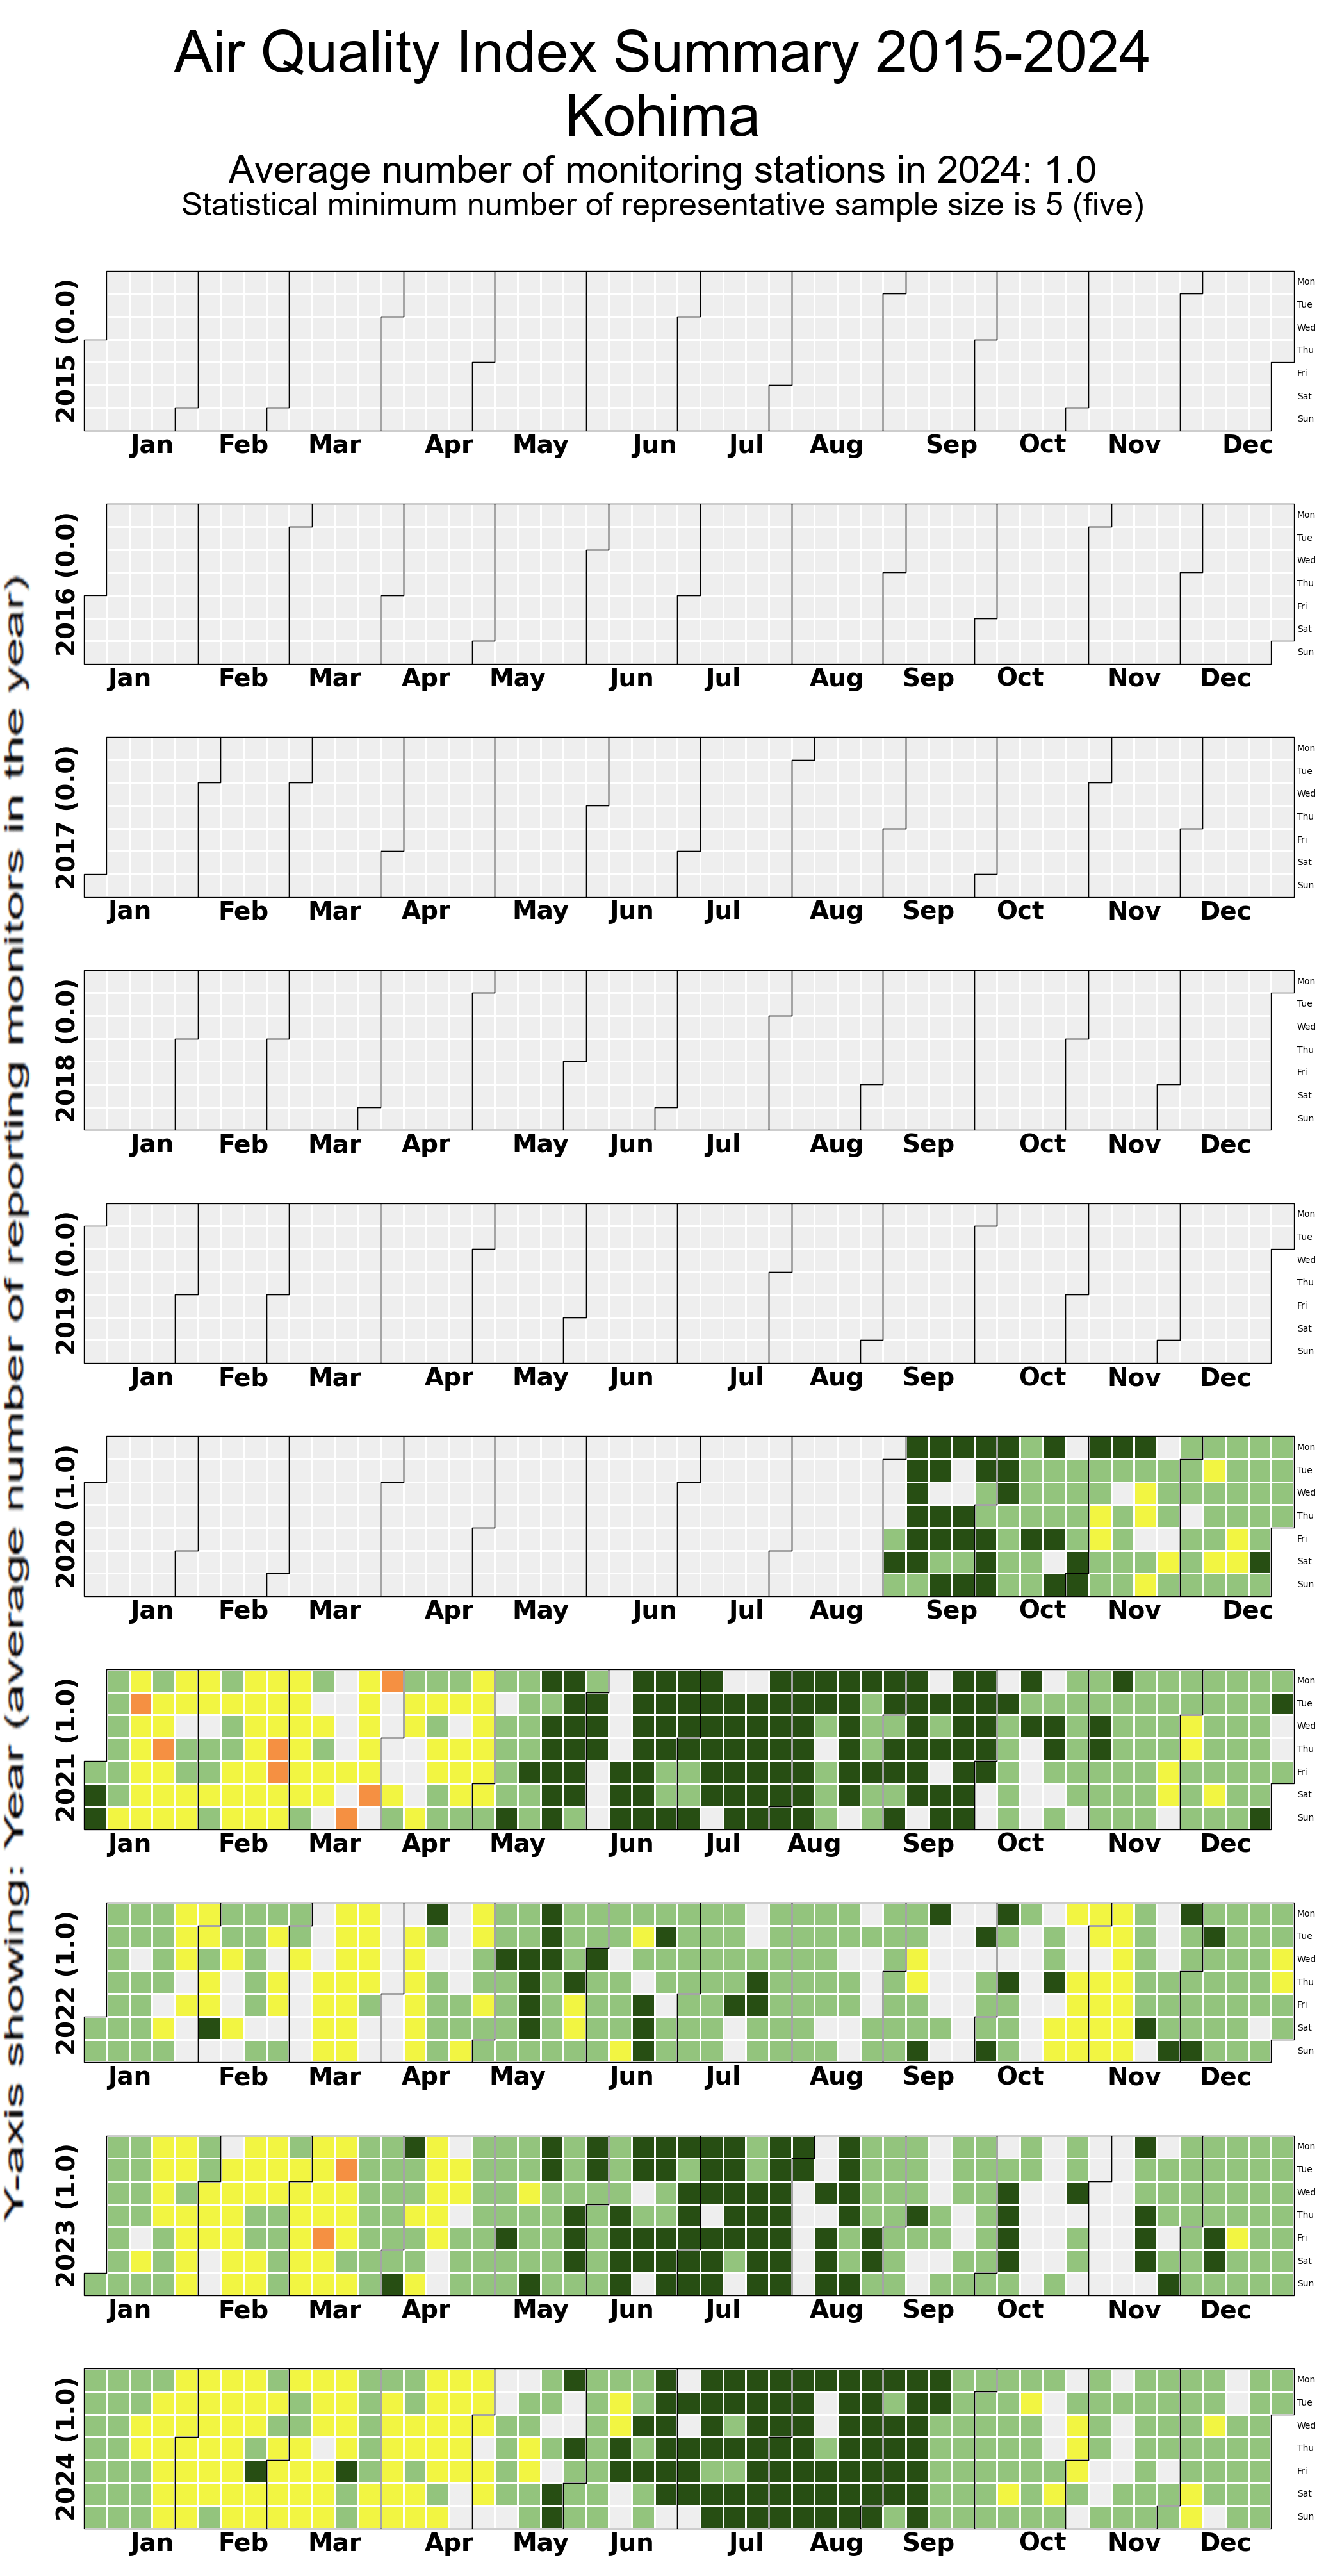 Air Quality Index Summary 2015-2024
Kohima
Average number of monitoring stations in 2024: 1.0
Statistical minimum number of representative sample size is 5 (five)
Y-axis showing: Year (average number of reporting monitors in the year)
2015 (0.0)
Mon
Tue
Wed
Thu
Fri
Sat
Sun
Jan Feb Mar Apr May Jun Jul Aug Sep Oct Nov Dec
2016 (0.0)
Mon
Tue
Wed
Thu
Fri
Sat
Sun
Jan Feb Mar Apr May Jun Jul Aug Sep Oct Nov Dec
2017 (0.0)
Mon
Tue
Wed
Thu
Fri
Sat
Sun
Jan Feb Mar Apr May Jun Jul Aug Sep Oct Nov Dec
2018 (0.0)
Mon
Tue
Wed
Thu
Fri
Sat
Sun
Jan Feb Mar Apr May Jun Jul Aug Sep Oct Nov Dec
2019 (0.0)
Mon
Tue
Wed
Thu
Fri
Sat
Sun
Jan Feb Mar Apr May Jun Jul Aug Sep Oct Nov Dec
2020 (1.0)
Mon
Tue
Wed
Thu
Fri
Sat
Sun
Jan Feb Mar Apr May Jun Jul Aug Sep Oct Nov Dec
2021 (1.0)
Mon
Tue
Wed
Thu
Fri
Sat
Sun
Jan Feb Mar Apr May Jun Jul Aug Sep Oct Nov Dec
2022 (1.0)
Mon
Tue
Wed
Thu
Fri
Sat
Sun
Jan Feb Mar Apr May Jun Jul Aug Sep Oct Nov Dec
2023 (1.0)
Mon
Tue
Wed
Thu
Fri
Sat
Sun
Jan Feb Mar Apr May Jun Jul Aug Sep Oct Nov Dec
2024 (1.0)
Mon
Tue
Wed
Thu
Fri
Sat
Sun
Jan Feb Mar Apr May Jun Jul Aug Sep Oct Nov Dec